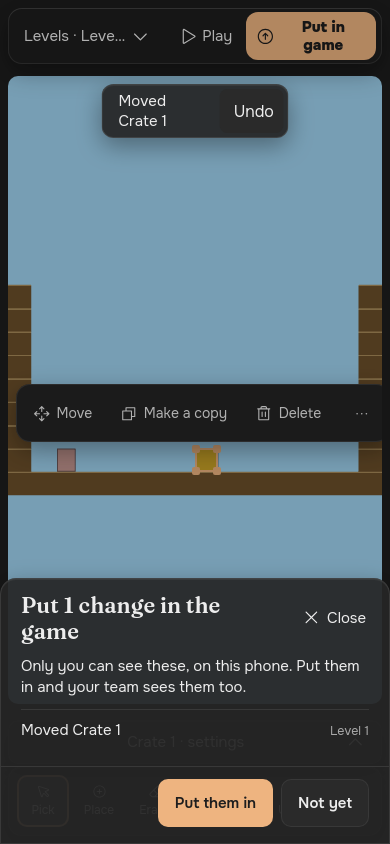 Levels · Leve...
Play
Put in
game
Moved
Crate 1
Undo
Move
Make a copy
Delete
...
Put 1 change in the
game
Close
Only you can see these, on this phone. Put them
in and your team sees them too.
Moved Crate 1
Level 1
Crate 1 · settings
Pick
Place
Put them in
Not yet